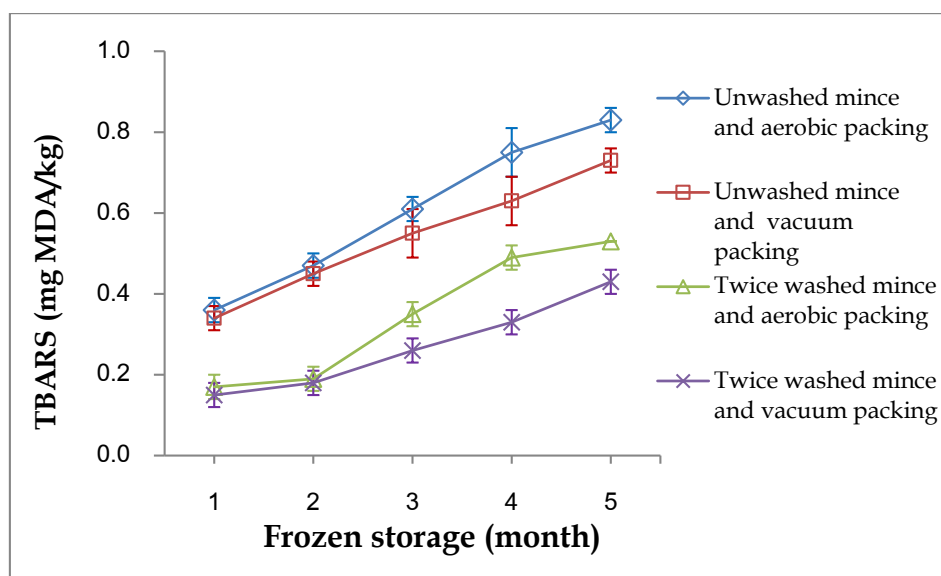 TBARS (mg MDA/kg)
1.0
0.8
0.6
0.4
0.2
0.0
1 2 3 4 5
Frozen storage (month)
Unwashed mince
and aerobic packing
Unwashed mince
and vacuum
packing
Twice washed mince
and aerobic packing
Twice washed mince
and vacuum packing